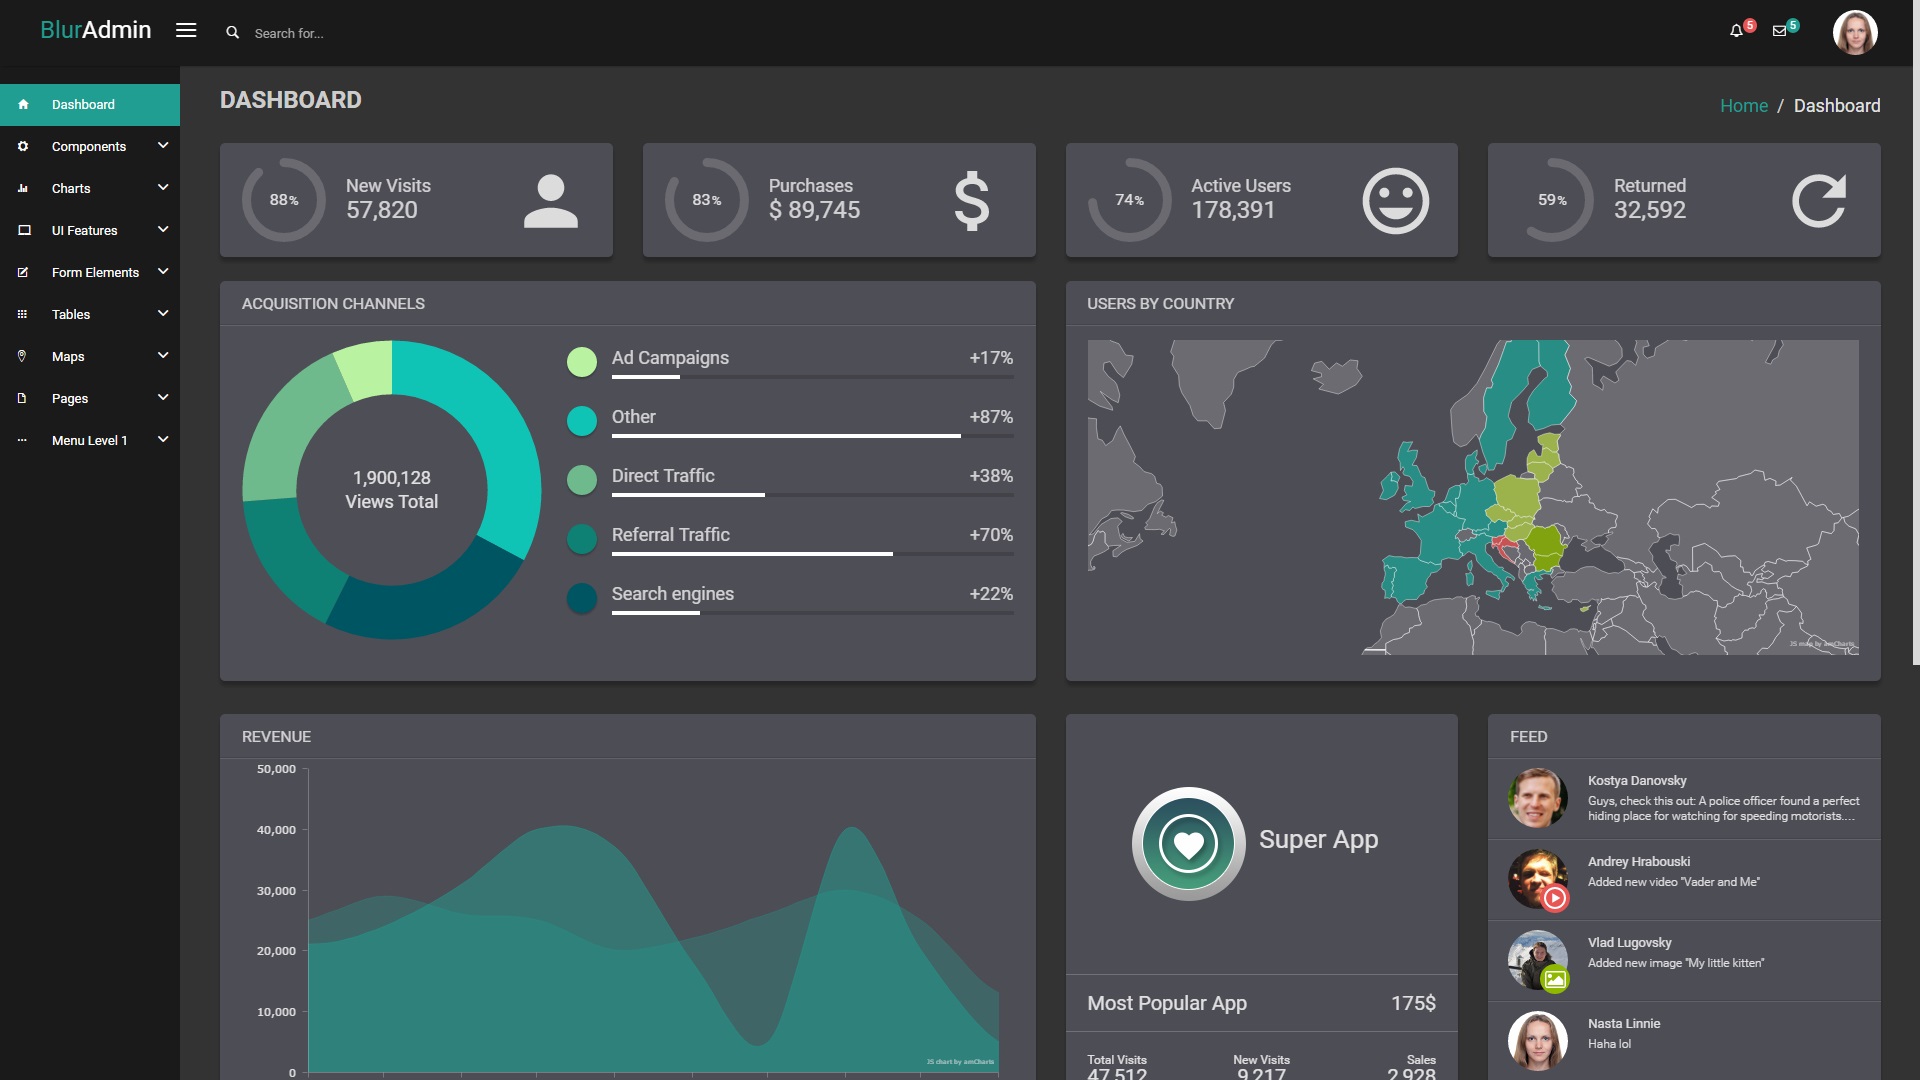 BlurAdmin
Search for...
5
5
Dashboard
Components
Charts
UI Features
Form Elements
Tables
Maps
Pages
Menu Level 1
DASHBOARD
Home / Dashboard
88%
New Visits
57,820
83%
Purchases
$ 89,745
74%
Active Users
178,391
59%
Returned
32,592
ACQUISITION CHANNELS
1,900,128
Views Total
Ad Campaigns +17%
Other +87%
Direct Traffic +38%
Referral Traffic +70%
Search engines +22%
USERS BY COUNTRY
JS map by amCharts
REVENUE
50,000
40,000
30,000
20,000
10,000
0
JS chart by amCharts
Super App
Most Popular App 175$
Total Visits New Visits Sales
47,512 9,217 2,928
FEED
Kostya Danovsky
Guys, check this out: A police officer found a perfect
hiding place for watching for speeding motorists....
Andrey Hrabouski
Added new video "Vader and Me"
Vlad Lugovsky
Added new image "My little kitten"
Nasta Linnie
Haha lol